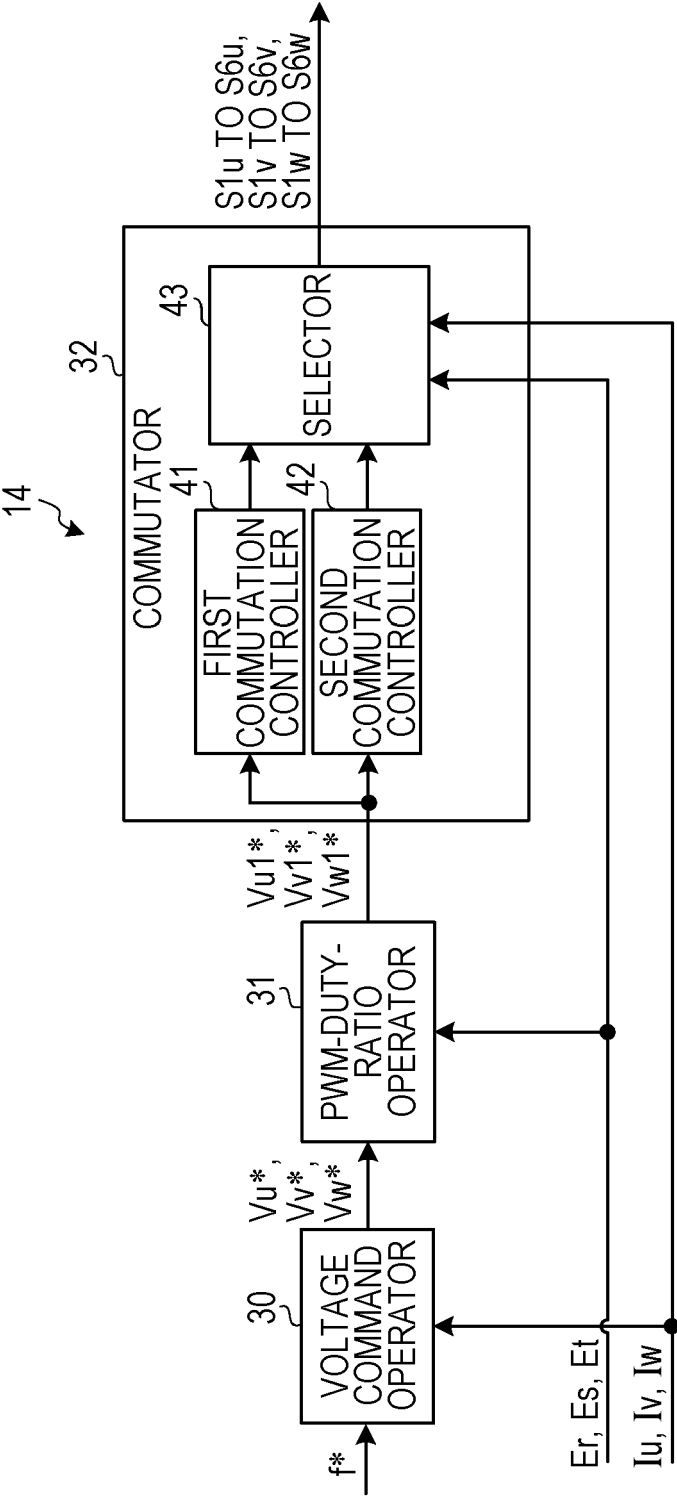 14
f*
30
VOLTAGE
COMMAND
OPERATOR
Vu*,
Vv*,
Vw*
31
PWM-DUTY-
RATIO
OPERATOR
Vu1*,
Vv1*,
Vw1*
32
COMMUTATOR
41
FIRST
COMMUTATION
CONTROLLER
42
SECOND
COMMUTATION
CONTROLLER
43
SELECTOR
S1u TO S6u,
S1v TO S6v,
S1w TO S6w
Er, Es, Et
Iu, Iv, Iw